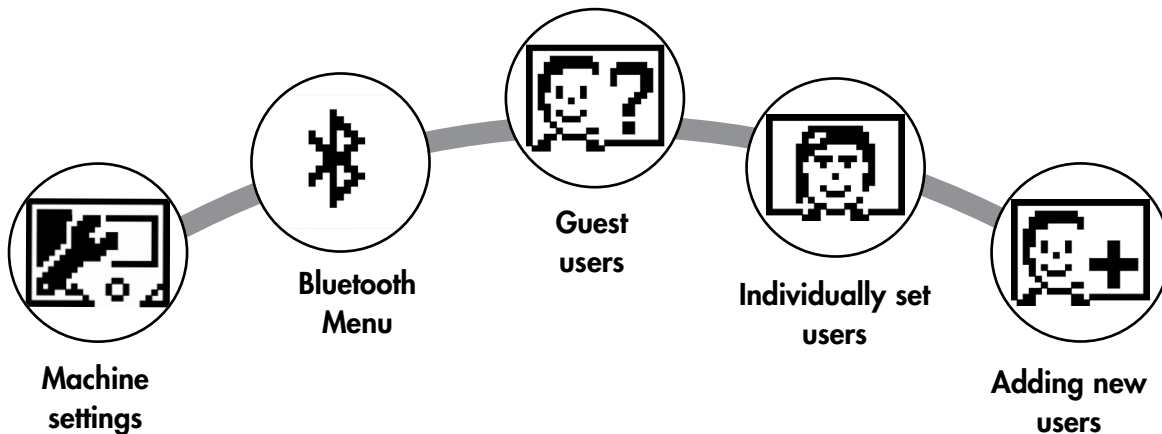 Machine
settings
Bluetooth
Menu
Guest
users
Individually set
users
Adding new
users